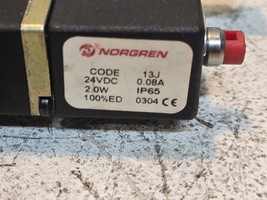 NORGREN
CODE 13J
24VDC 0.08A
2.0W IP65
100%ED 0304 CE